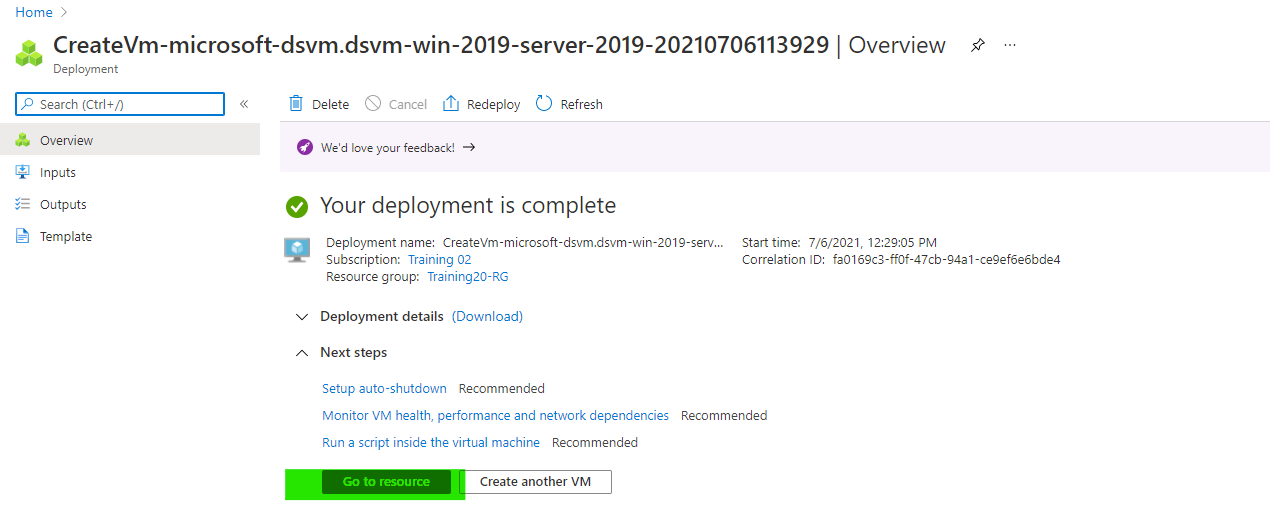 Home
CreateVm-microsoft-dsvm.dsvm-win-2019-server-2019-20210706113929 | Overview
Deployment
Search (Ctrl+/)
Overview
Inputs
Outputs
Template
Delete Cancel Redeploy Refresh
We'd love your feedback!
Your deployment is complete
Deployment name: CreateVm-microsoft-dsvm.dsvm-win-2019-serv... Start time: 7/6/2021, 12:29:05 PM
Subscription: Training 02 Correlation ID: fa0169c3-ff0f-47cb-94a1-ce9ef6e6bde4
Resource group: Training20-RG
Deployment details (Download)
Next steps
Setup auto-shutdown Recommended
Monitor VM health, performance and network dependencies Recommended
Run a script inside the virtual machine Recommended
Go to resource Create another VM